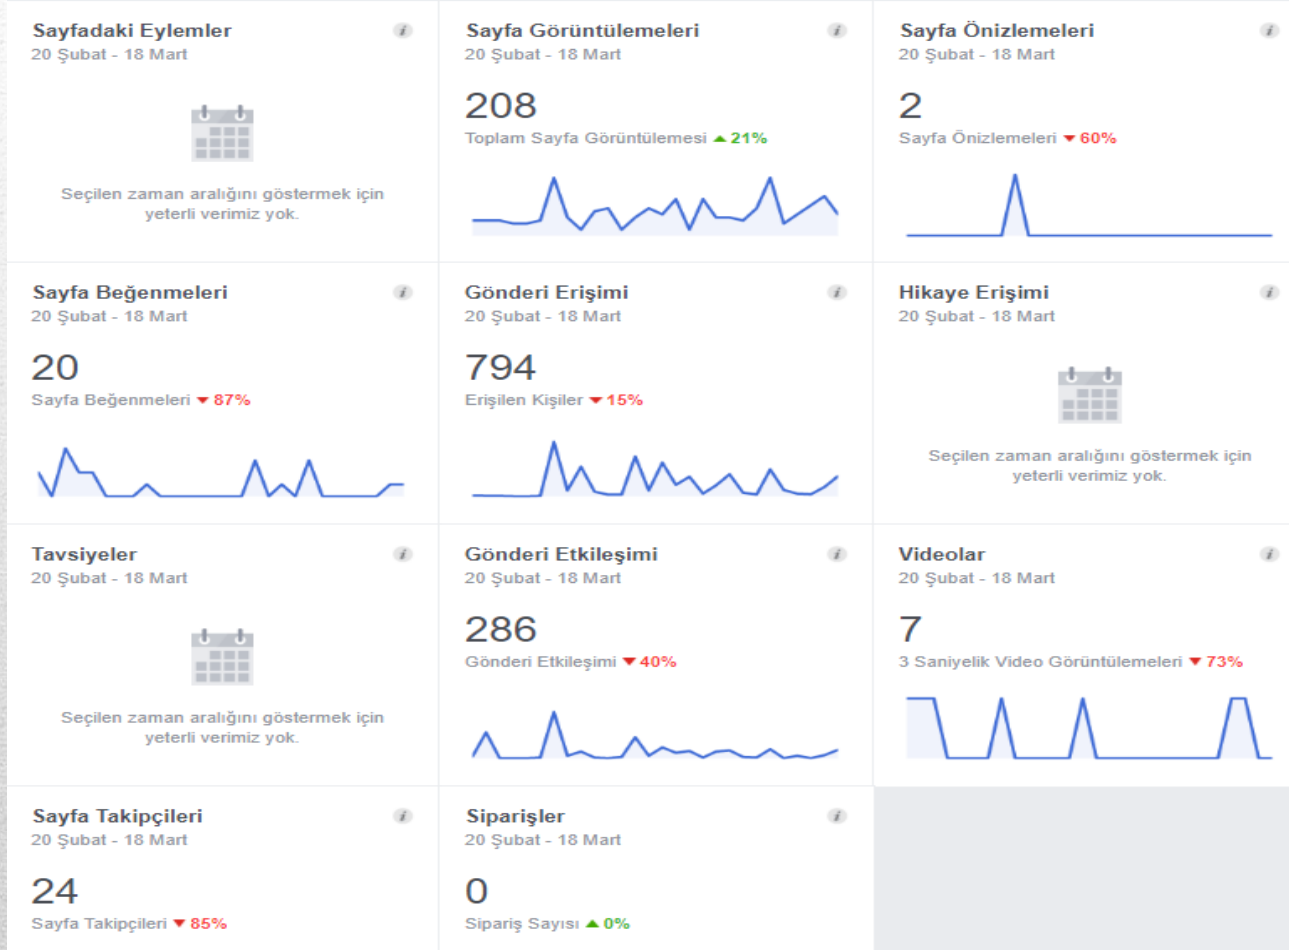 Sayfadaki Eylemler
20 Şubat - 18 Mart
Seçilen zaman aralığını göstermek için
yeterli verimiz yok.
Sayfa Görüntülemeleri
20 Şubat - 18 Mart
208
Toplam Sayfa Görüntülemesi ▲ 21%
Sayfa Önizlemeleri
20 Şubat - 18 Mart
2
Sayfa Önizlemeleri ▼ 60%
Sayfa Beğenmeleri
20 Şubat - 18 Mart
20
Sayfa Beğenmeleri ▼ 87%
Gönderi Erişimi
20 Şubat - 18 Mart
794
Erişilen Kişiler ▼ 15%
Hikaye Erişimi
20 Şubat - 18 Mart
Seçilen zaman aralığını göstermek için
yeterli verimiz yok.
Tavsiyeler
20 Şubat - 18 Mart
Seçilen zaman aralığını göstermek için
yeterli verimiz yok.
Gönderi Etkileşimi
20 Şubat - 18 Mart
286
Gönderi Etkileşimi ▼ 40%
Videolar
20 Şubat - 18 Mart
7
3 Saniyelik Video Görüntülemeleri ▼ 73%
Sayfa Takipçileri
20 Şubat - 18 Mart
24
Sayfa Takipçileri ▼ 85%
Siparişler
20 Şubat - 18 Mart
0
Sipariş Sayısı ▲ 0%